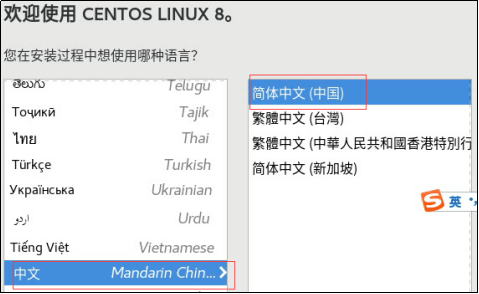 欢迎使用 CENTOS LINUX 8。
您在安装过程中想使用哪种语言？
తెలుగు Telugu
Тоҷикӣ Tajik
ไทย Thai
Türkçe Turkish
Українська Ukrainian
اردو Urdu
Tiếng Việt Vietnamese
中文 Mandarin Chin...
简体中文 (中国)
繁體中文 (台灣)
繁體中文 (中華人民共和國香港特別行
简体中文 (新加坡)
S 英